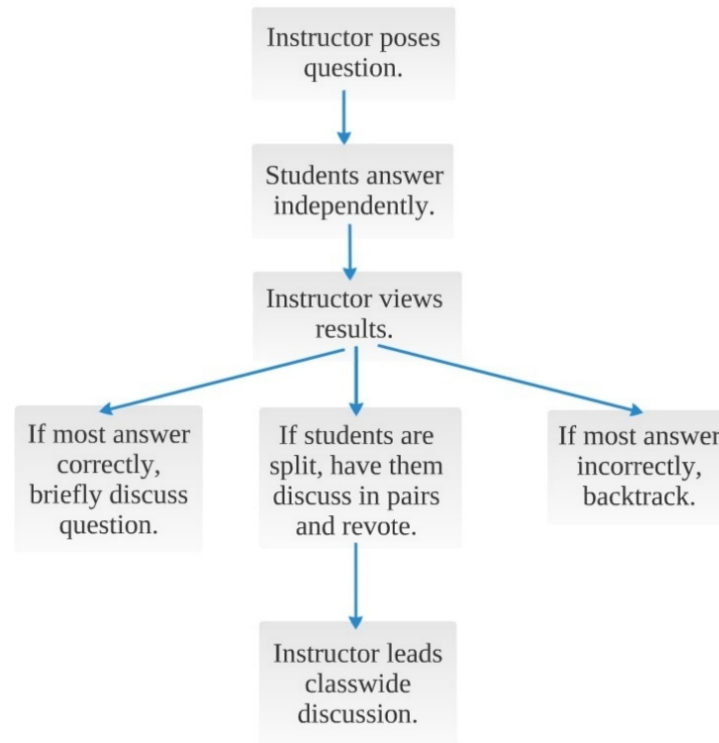 Instructor poses
question.
Students answer
independently.
Instructor views
results.
If most answer
correctly,
briefly discuss
question.
If students are
split, have them
discuss in pairs
and revote.
If most answer
incorrectly,
backtrack.
Instructor leads
classwide
discussion.